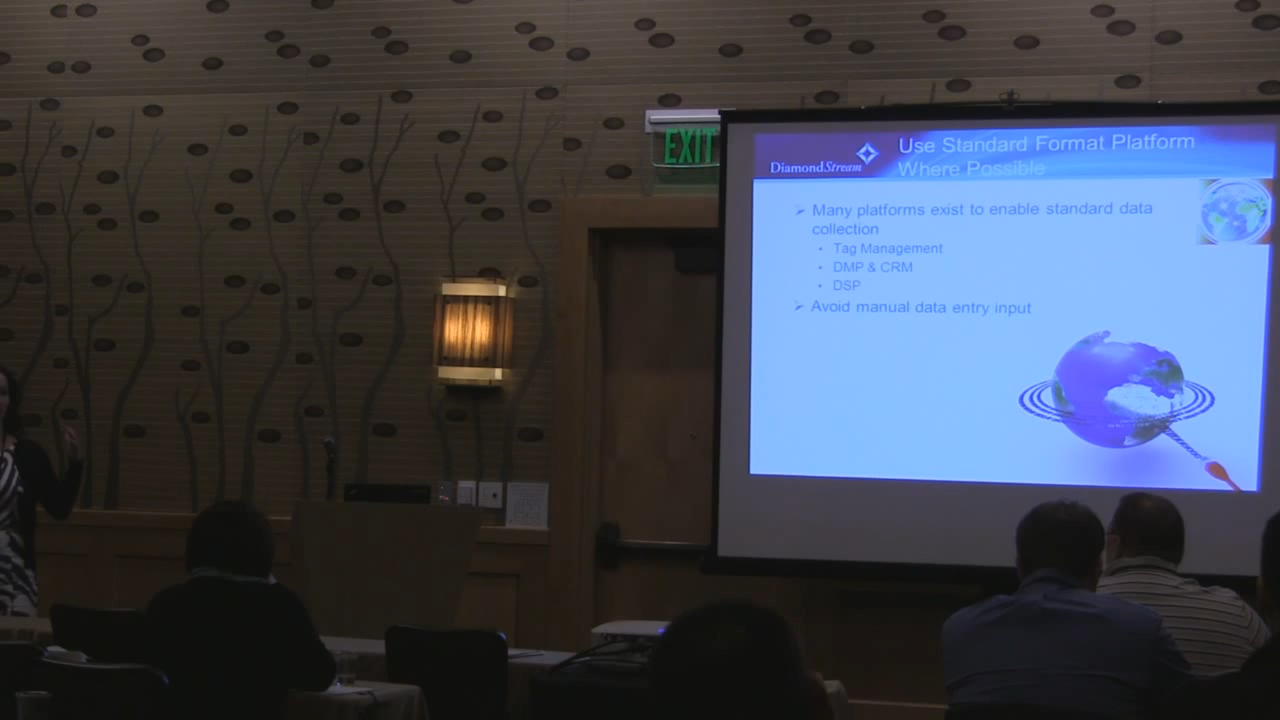 EXIT
DiamondStream
Use Standard Format Platform
Where Possible
Many platforms exist to enable standard data
collection
Tag Management
DMP & CRM
DSP
Avoid manual data entry input